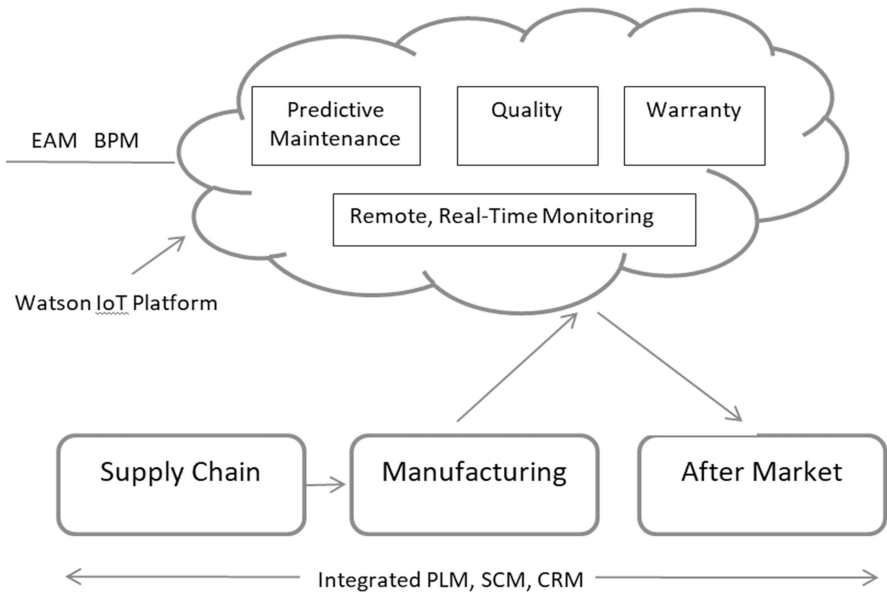 Predictive
Maintenance
Quality
Warranty
EAM BPM
Remote, Real-Time Monitoring
Watson IoT Platform
Supply Chain
Manufacturing
After Market
Integrated PLM, SCM, CRM